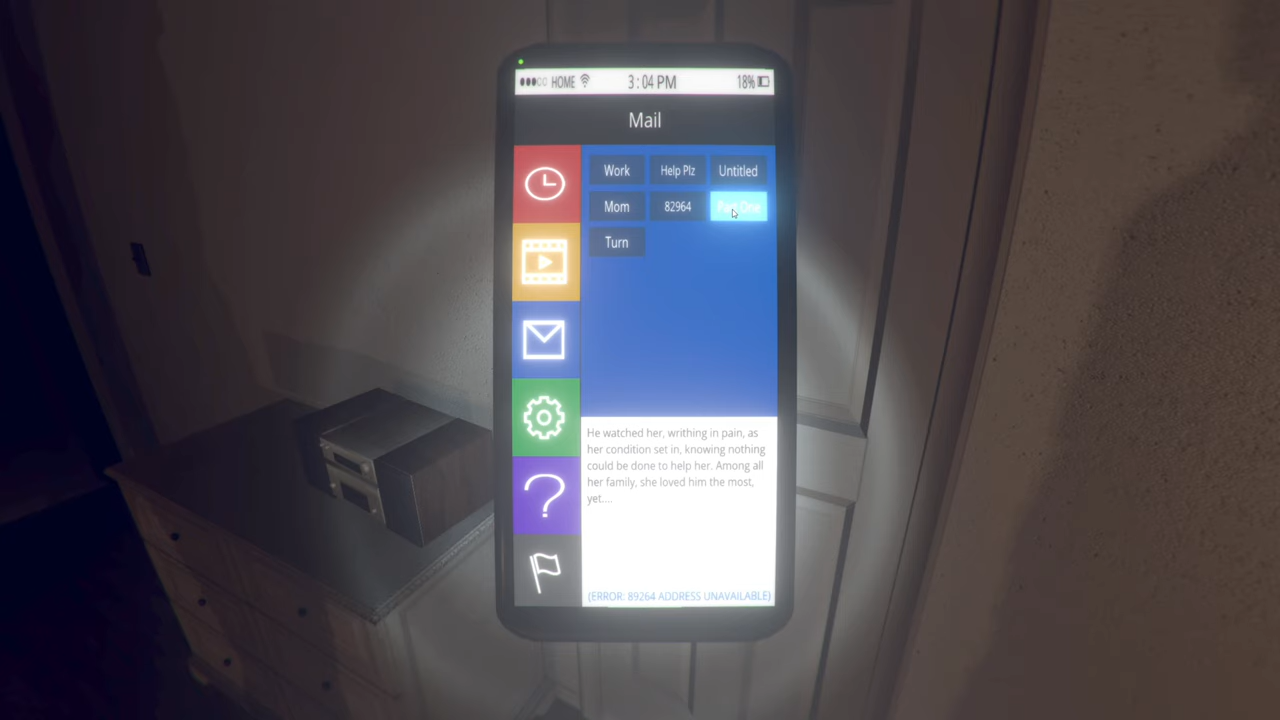 HOME 3:04 PM 18%
Mail
Work Help Plz Untitled
Mom 82964 Part One
Turn
He watched her, writhing in pain, as
her condition set in, knowing nothing
could be done to help her. Among all
her family, she loved him the most,
yet....
(ERROR: 89264 ADDRESS UNAVAILABLE)